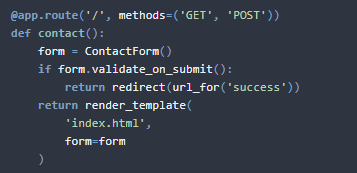 @app.route('/', methods=('GET', 'POST'))
def contact():
    form = ContactForm()
    if form.validate_on_submit():
        return redirect(url_for('success'))
    return render_template(
        'index.html',
        form=form
    )